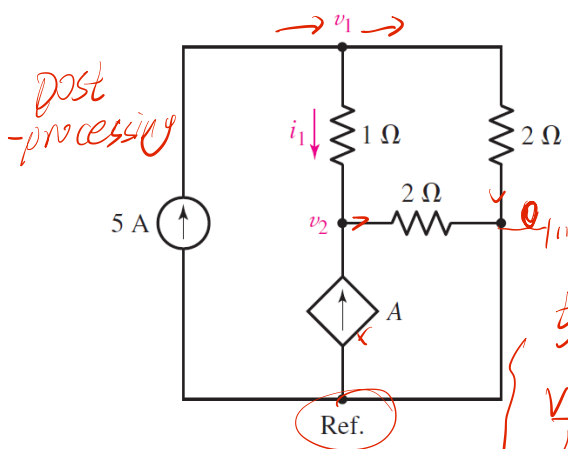 v₁
post
-processing
i₁
1 Ω
2 Ω
2 Ω
5 A
v₂
0
A
Ref.